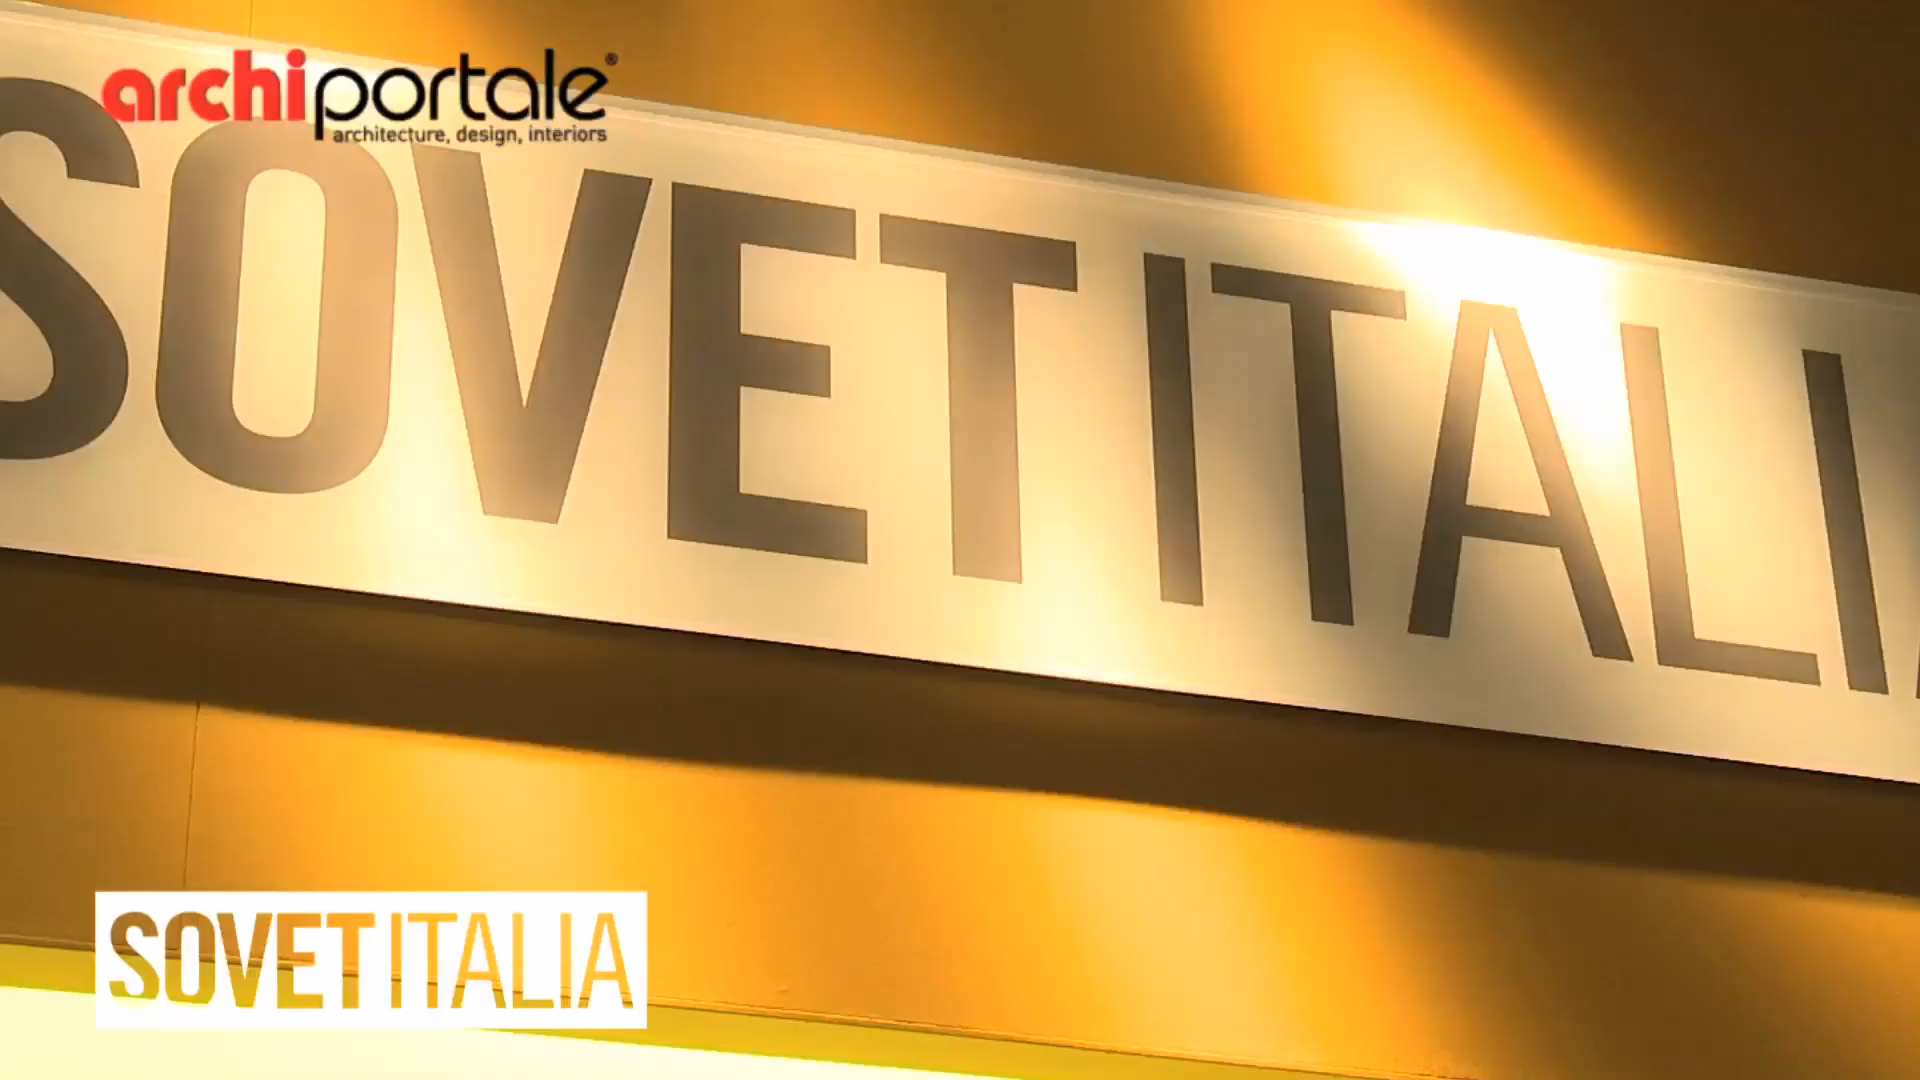 archiportale®
architecture, design, interiors
SOVET ITALI
SOVET ITALIA